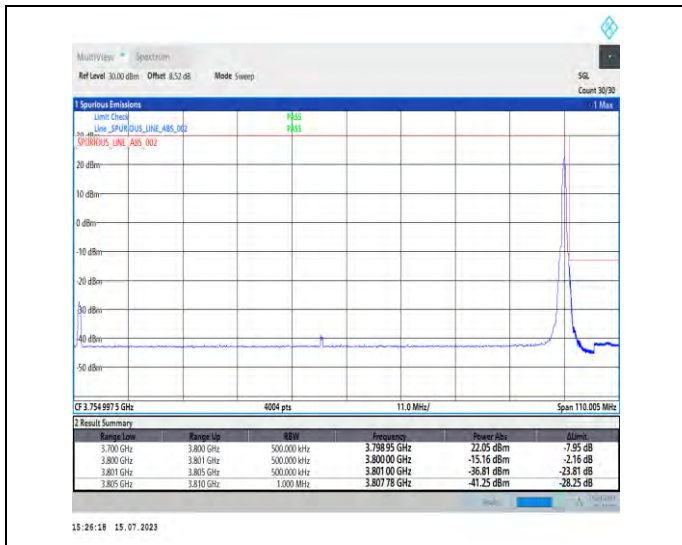 MultiView Spectrum
Ref Level 30.00 dBm Offset 8.52 dB Mode Sweep SGL
Count 30/30
1 Spurious Emissions 1 Max
Limit Check PASS
Line _SPURIOUS_LINE_ABS_002 PASS
_SPURIOUS_LINE_ABS_002
20 dBm
10 dBm
0 dBm
-10 dBm
-20 dBm
-30 dBm
-40 dBm
-50 dBm
CF 3.754 997 5 GHz 4004 pts 11.0 MHz/ Span 110.005 MHz
2 Result Summary
Range Low Range Up RBW Frequency Power Abs ΔLimit
3.700 GHz 3.800 GHz 500.000 kHz 3.798 95 GHz 22.05 dBm -7.95 dB
3.800 GHz 3.801 GHz 500.000 kHz 3.800 00 GHz -15.16 dBm -2.16 dB
3.801 GHz 3.805 GHz 500.000 kHz 3.801 00 GHz -36.81 dBm -23.81 dB
3.805 GHz 3.810 GHz 1.000 MHz 3.807 78 GHz -41.25 dBm -28.25 dB
15:26:18 15.07.2023